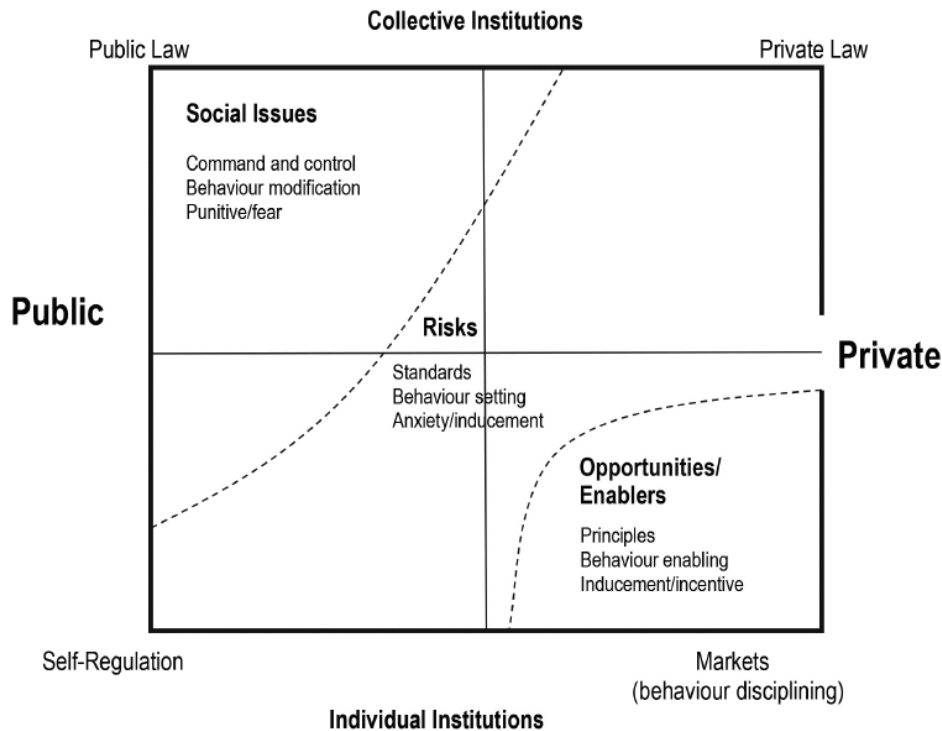 Collective Institutions
Public Law
Private Law
Social Issues
Command and control
Behaviour modification
Punitive/fear
Public
Risks
Private
Standards
Behaviour setting
Anxiety/inducement
Opportunities/
Enablers
Principles
Behaviour enabling
Inducement/incentive
Self-Regulation
Markets
(behaviour disciplining)
Individual Institutions